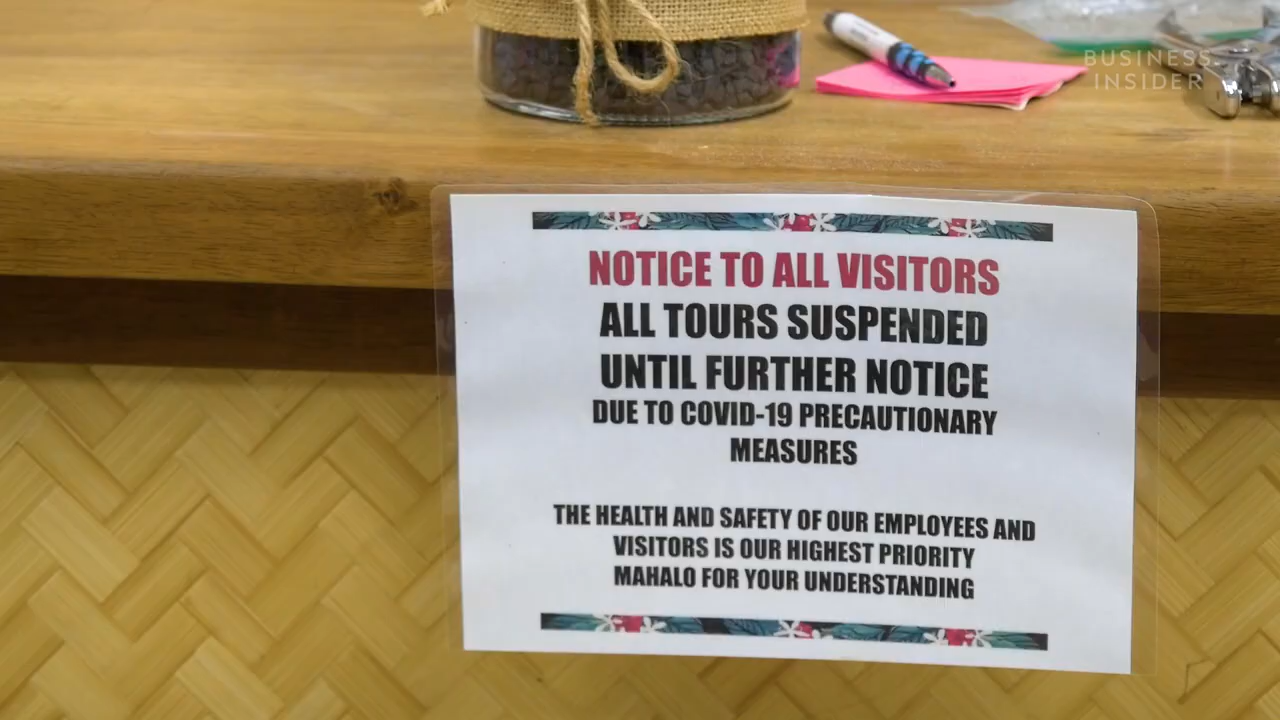 BUSINESS
INSIDER
NOTICE TO ALL VISITORS
ALL TOURS SUSPENDED
UNTIL FURTHER NOTICE
DUE TO COVID-19 PRECAUTIONARY
MEASURES
THE HEALTH AND SAFETY OF OUR EMPLOYEES AND
VISITORS IS OUR HIGHEST PRIORITY
MAHALO FOR YOUR UNDERSTANDING